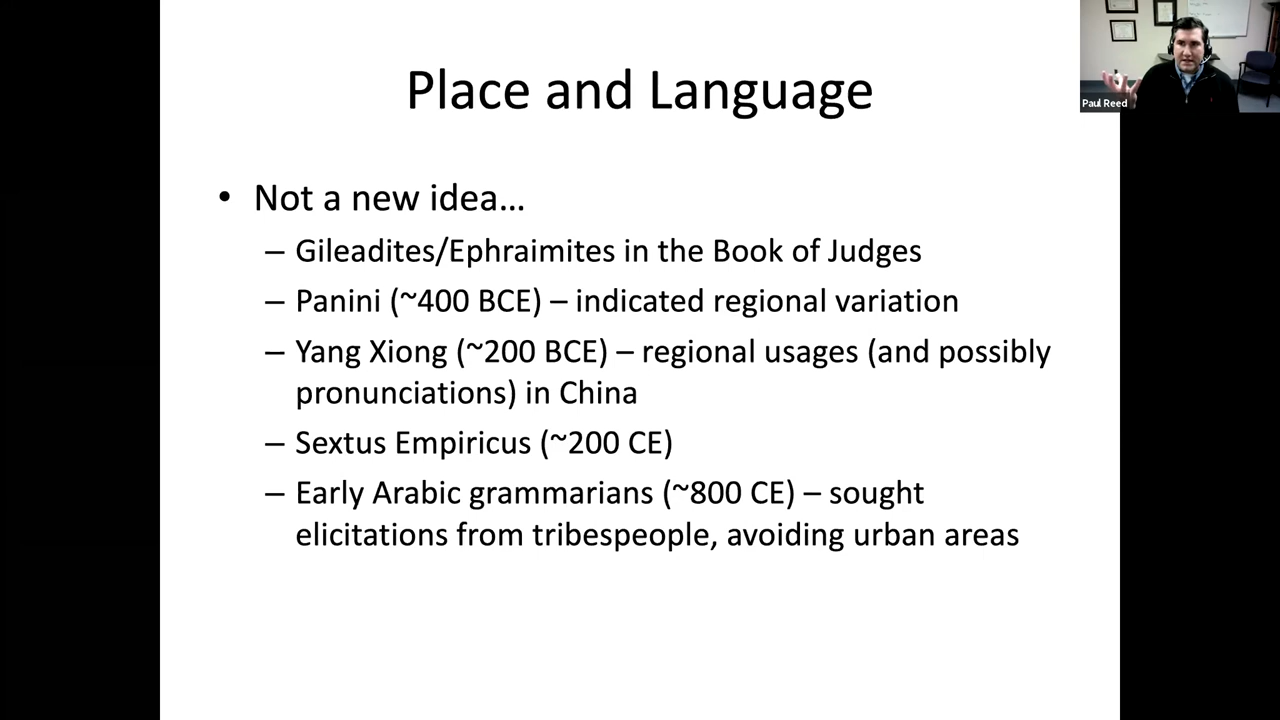 Place and Language
Paul Reed
• Not a new idea…
– Gileadites/Ephraimites in the Book of Judges
– Panini (~400 BCE) – indicated regional variation
– Yang Xiong (~200 BCE) – regional usages (and possibly
pronunciations) in China
– Sextus Empiricus (~200 CE)
– Early Arabic grammarians (~800 CE) – sought
elicitations from tribespeople, avoiding urban areas